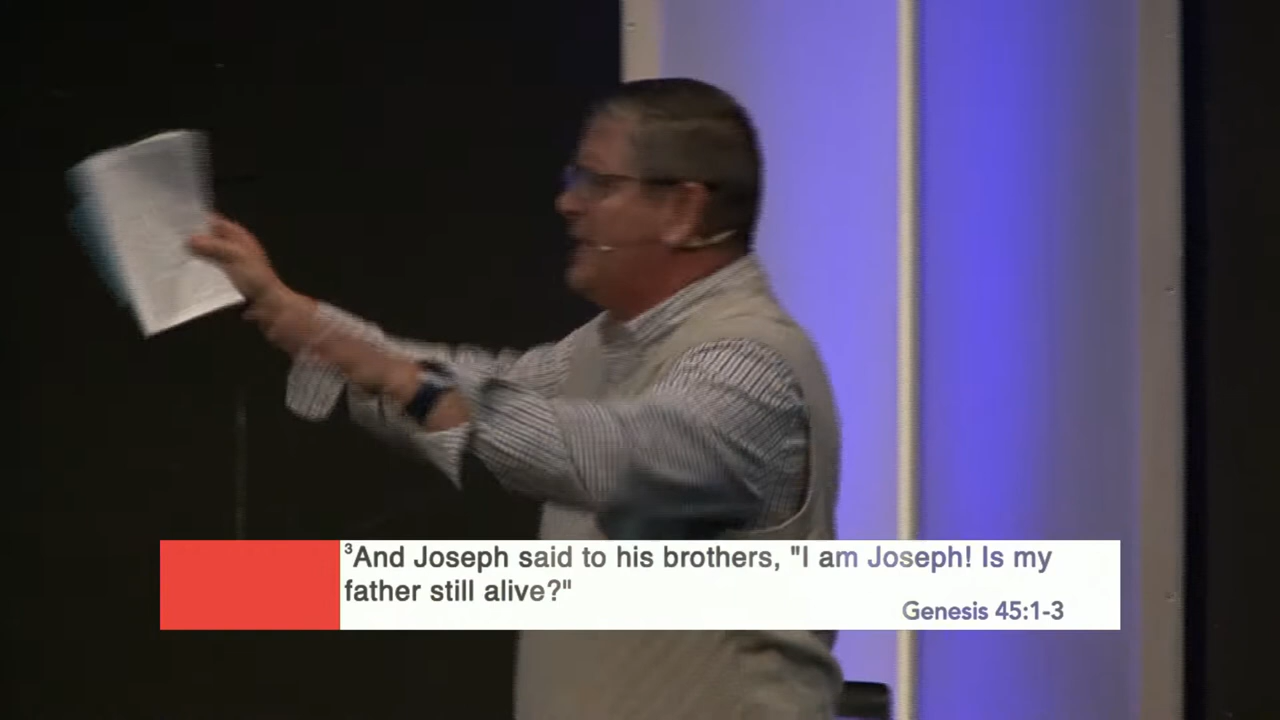 ³And Joseph said to his brothers, "I am Joseph! Is my
father still alive?"
Genesis 45:1-3